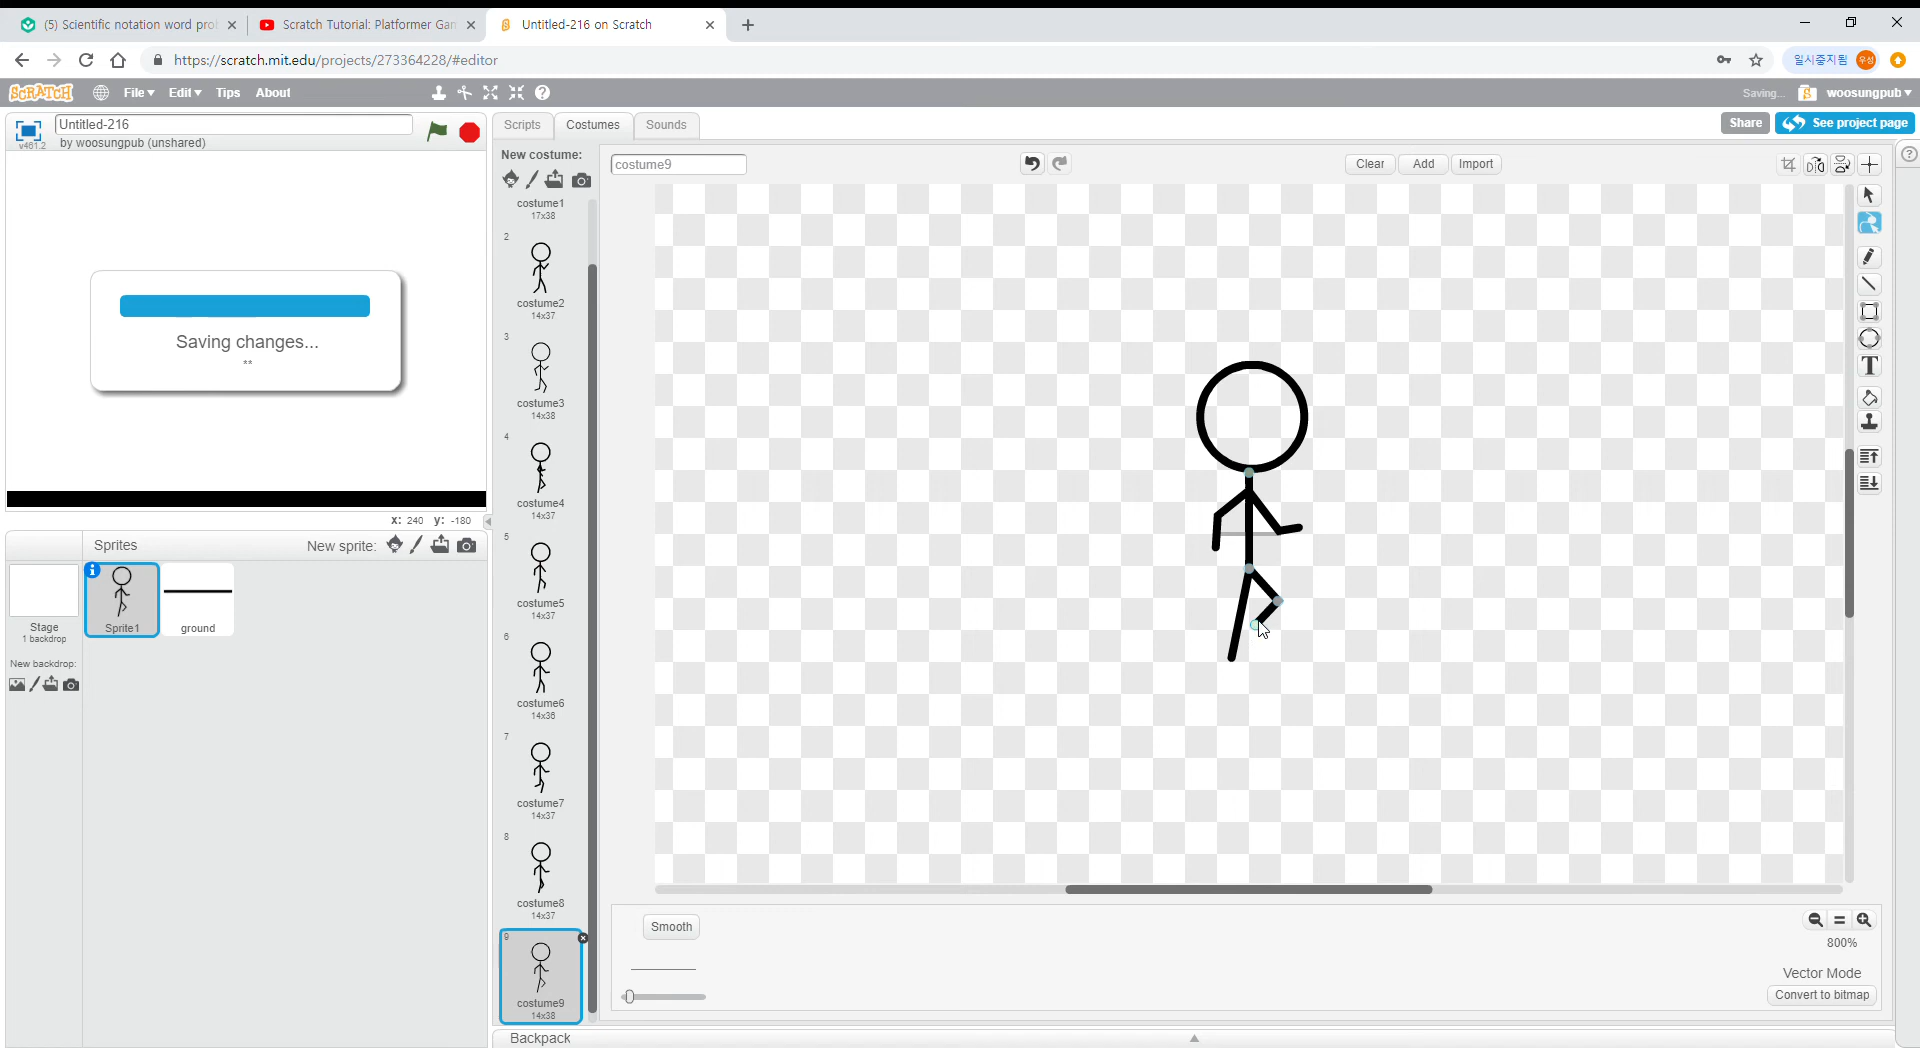 (5) Scientific notation word pro
Scratch Tutorial: Platformer Gan
Untitled-216 on Scratch
https://scratch.mit.edu/projects/273364228/#editor
일시중지됨
우성
SCRATCH
File
Edit
Tips
About
Saving...
S
woosungpub
Untitled-216
by woosungpub (unshared)
v461.2
Scripts
Costumes
Sounds
Share
See project page
New costume:
costume9
Clear
Add
Import
costume1
17x38
2
costume2
14x37
3
costume3
14x38
4
costume4
14x37
5
costume5
14x37
6
costume6
14x36
7
costume7
14x37
8
costume8
14x37
9
costume9
14x38
Saving changes...
**
x: 240 y: -180
Sprites
New sprite:
Stage
1 backdrop
New backdrop:
Sprite1
ground
T
Smooth
800%
Vector Mode
Convert to bitmap
Backpack